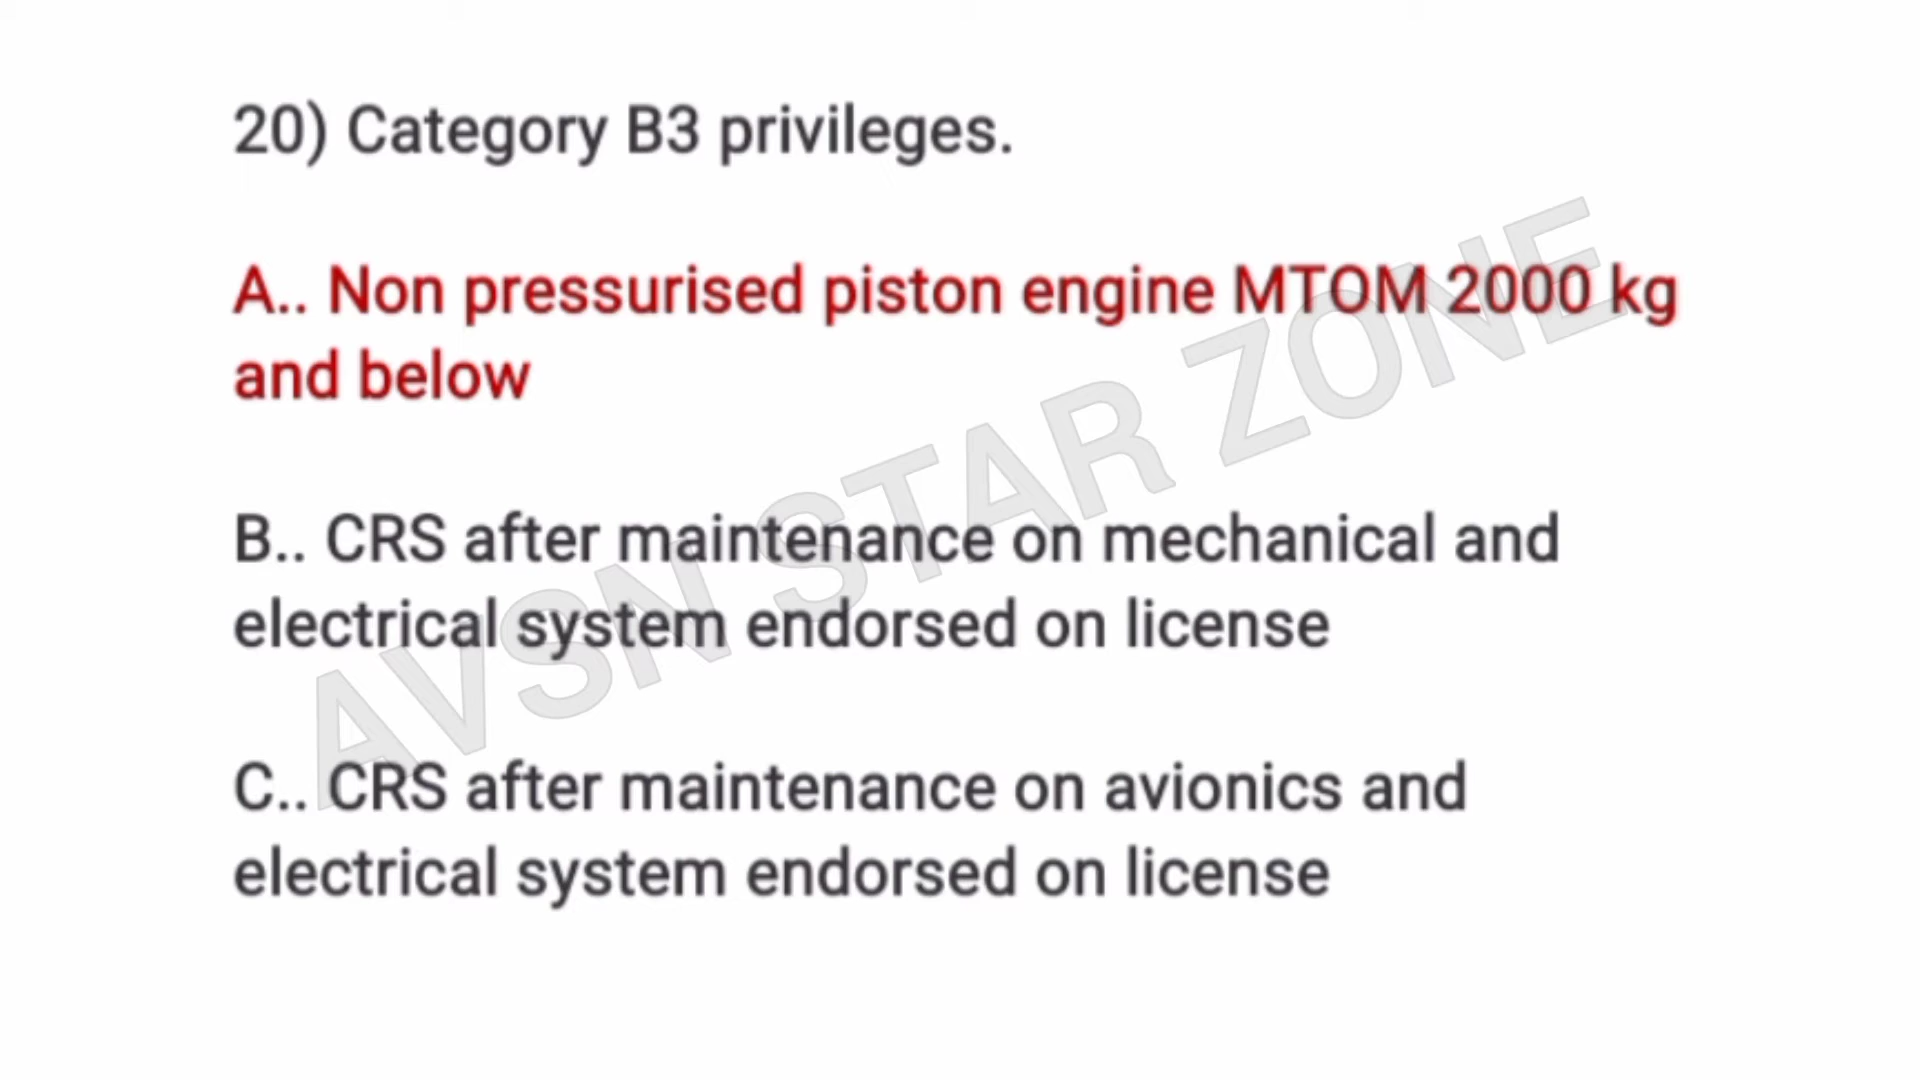 20) Category B3 privileges.
A.. Non pressurised piston engine MTOM 2000 kg
and below
B.. CRS after maintenance on mechanical and
electrical system endorsed on license
C.. CRS after maintenance on avionics and
electrical system endorsed on license
AVSN STAR ZONE